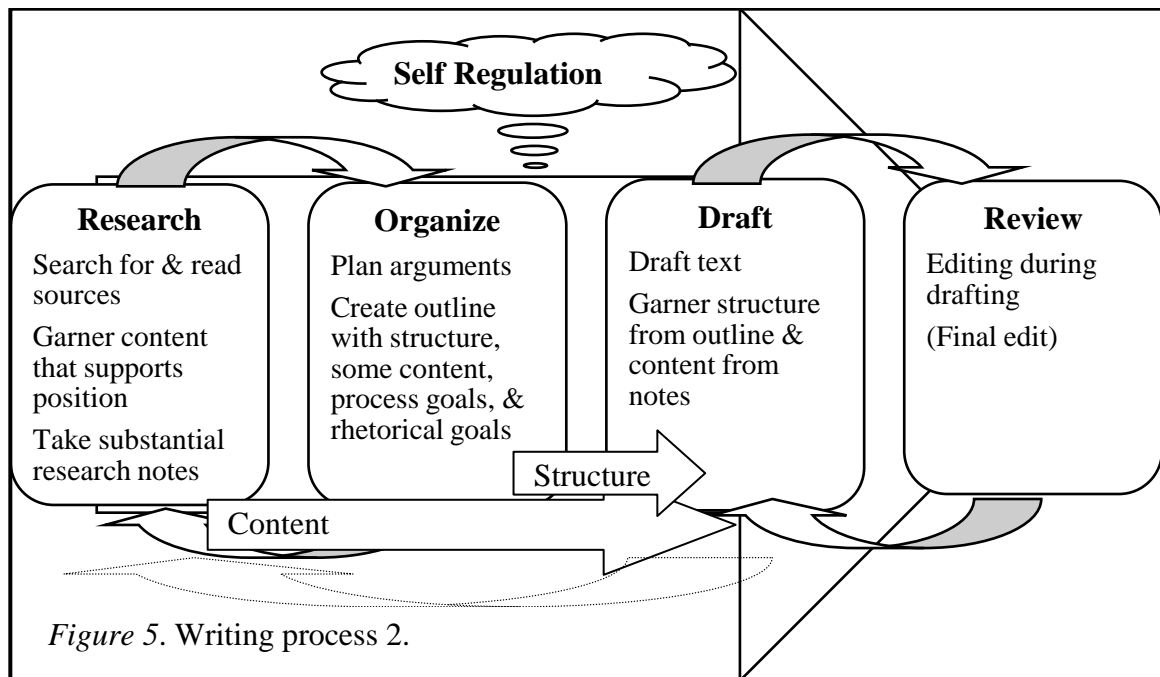 Self Regulation
Research
Search for & read
sources
Garner content
that supports
position
Take substantial
research notes
Organize
Plan arguments
Create outline
with structure,
some content,
process goals, &
rhetorical goals
Draft
Draft text
Garner structure
from outline &
content from
notes
Review
Editing during
drafting
(Final edit)
Structure
Content
Figure 5. Writing process 2.